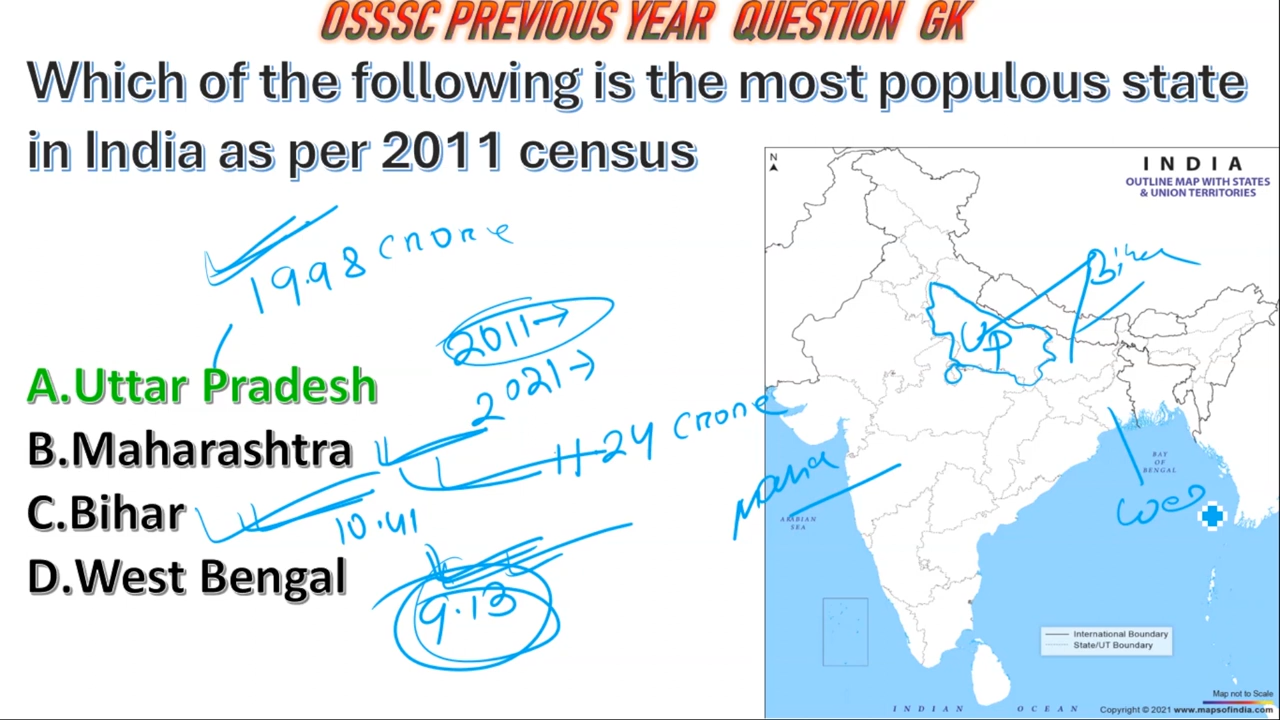 OSSSC PREVIOUS YEAR QUESTION GK
Which of the following is the most populous state
in India as per 2011 census
N
INDIA
OUTLINE MAP WITH STATES
& UNION TERRITORIES
19.98 crore
Bihar
2011→
UP
2021→
A.Uttar Pradesh
B.Maharashtra
11.24 crore
BAY
OF
BENGAL
Maha
ARABIAN
SEA
C.Bihar
10.41
D.West Bengal
9.13
International Boundary
State/UT Boundary
Map not to Scale
INDIAN OCEAN
Copyright © 2021 www.mapsofindia.com